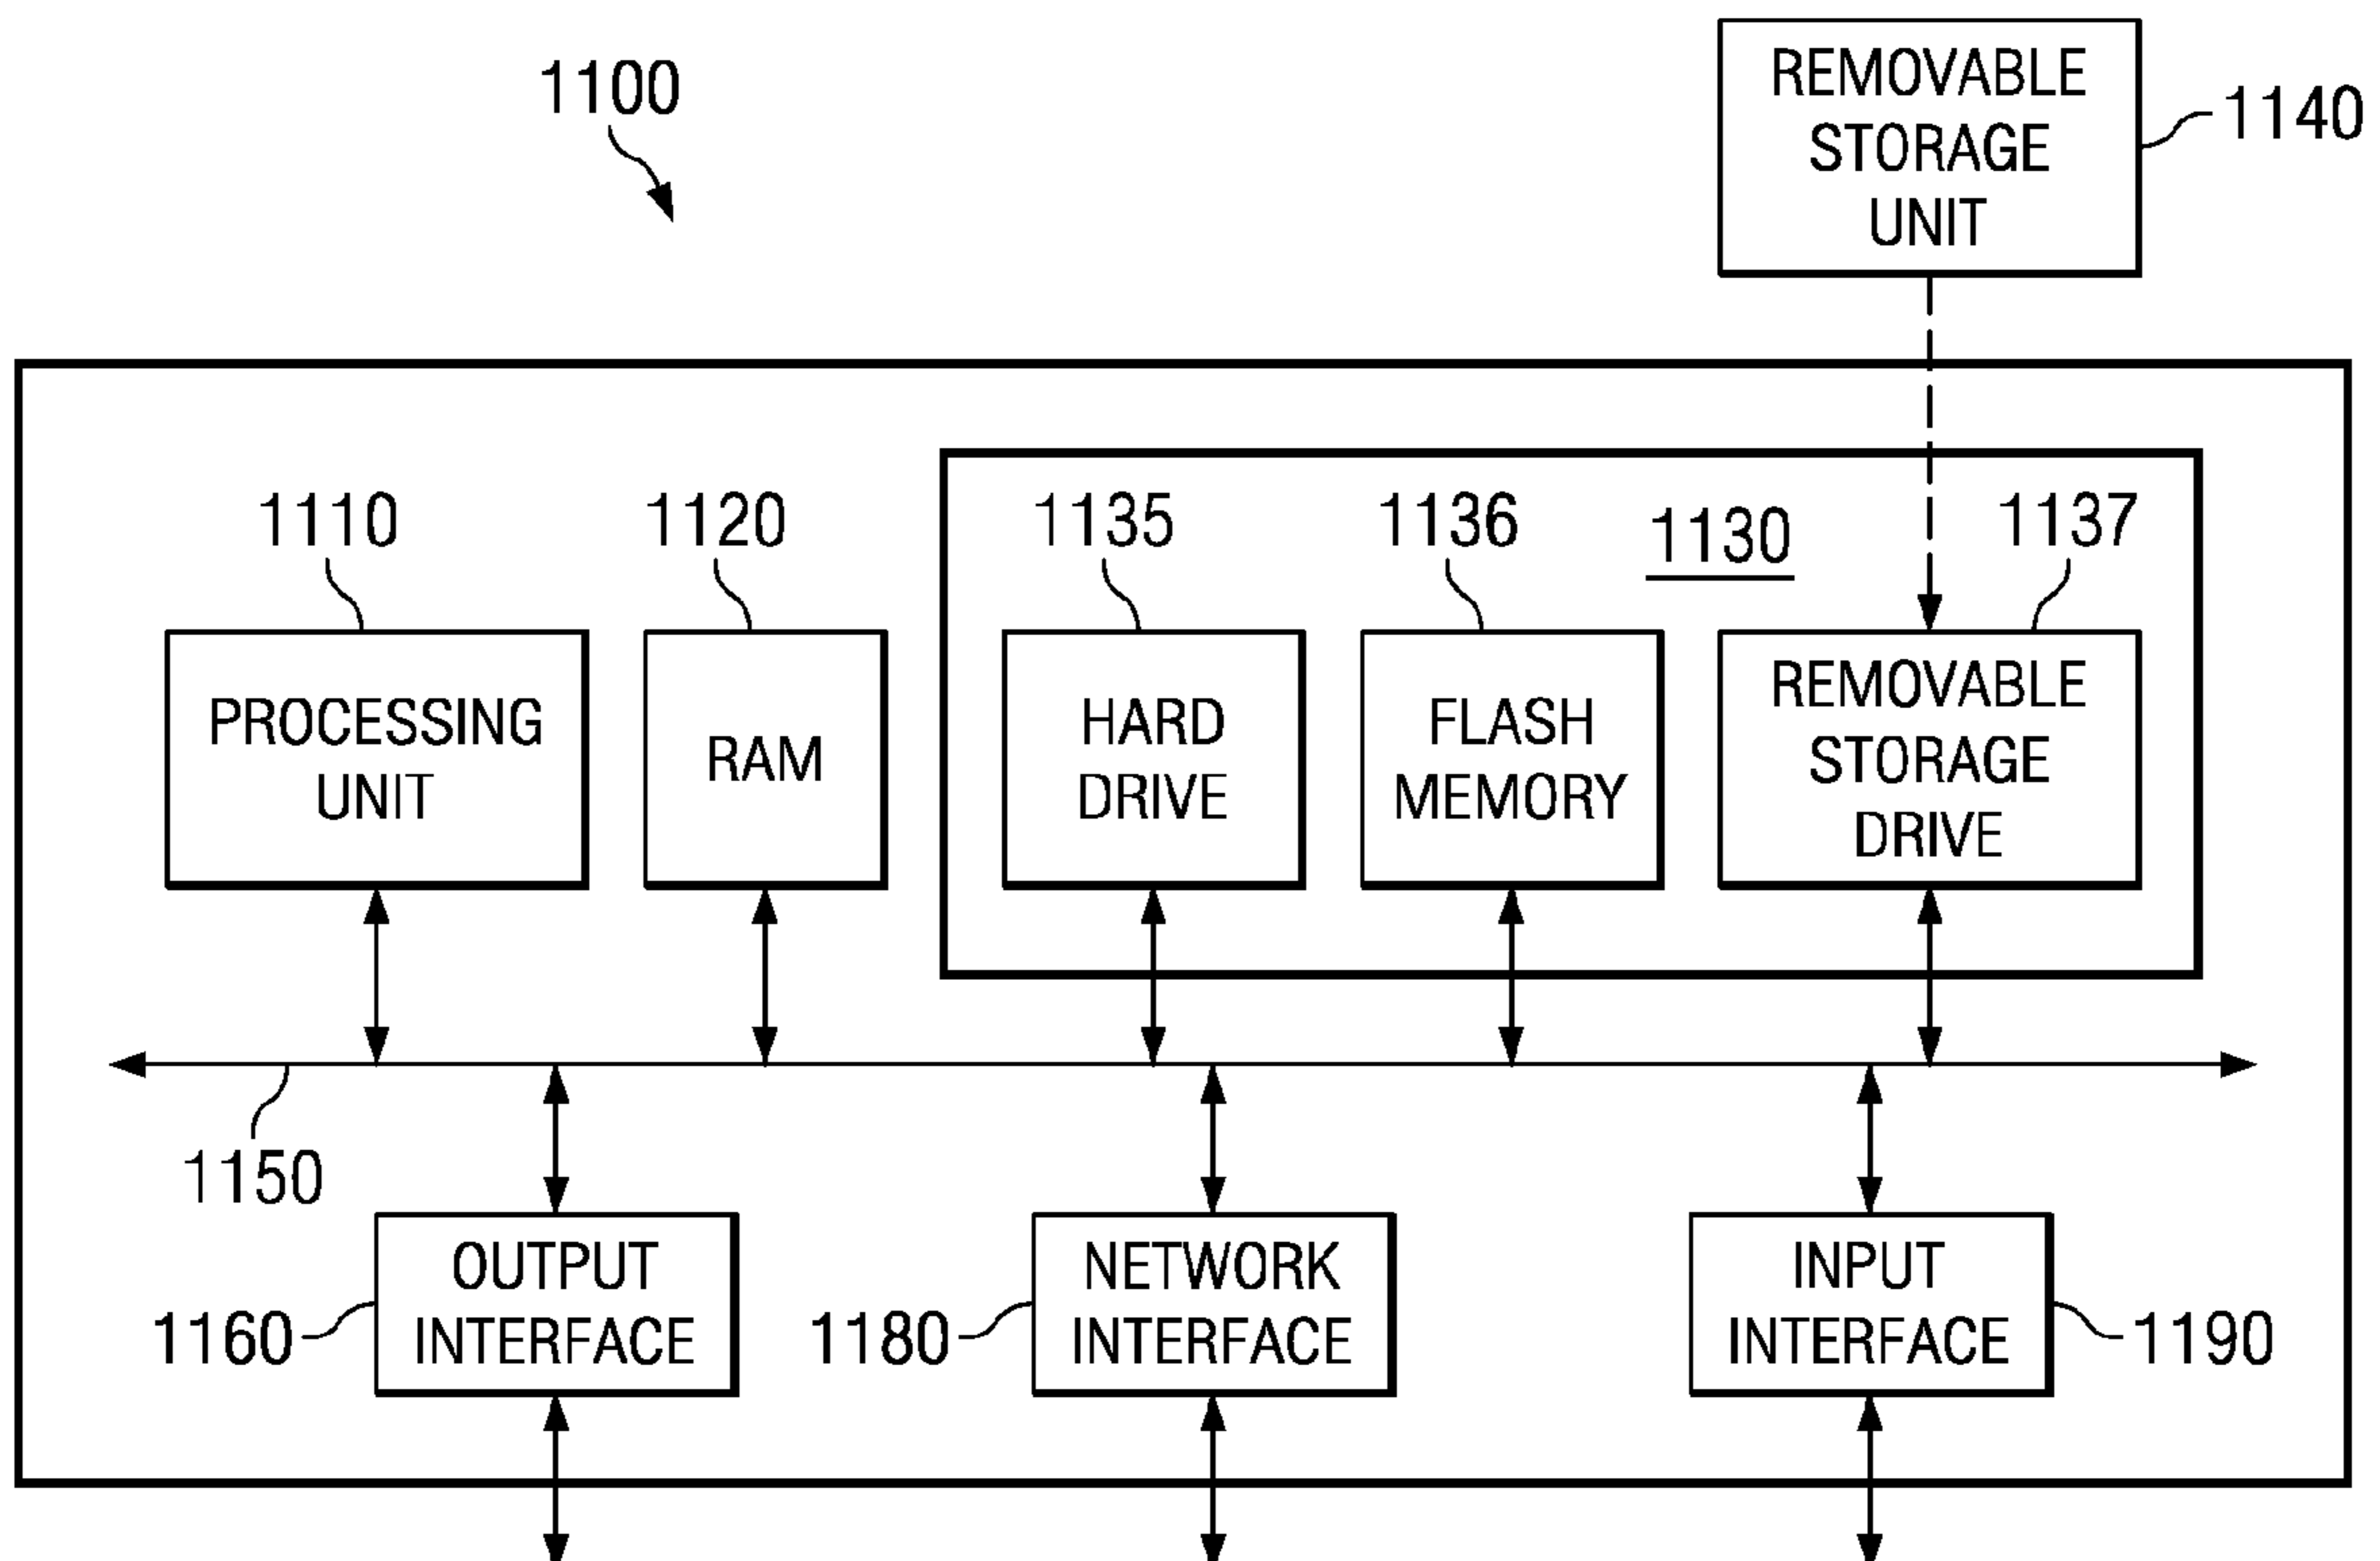 1100
REMOVABLE
STORAGE
UNIT
1140
1110
1120
1135
1136
1130
1137
PROCESSING
UNIT
RAM
HARD
DRIVE
FLASH
MEMORY
REMOVABLE
STORAGE
DRIVE
1150
OUTPUT
INTERFACE
1160
NETWORK
INTERFACE
1180
INPUT
INTERFACE
1190